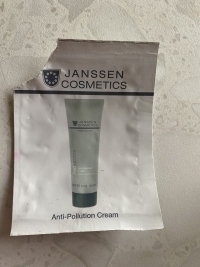 JANSSEN
COSMETICS
Anti-Pollution Cream